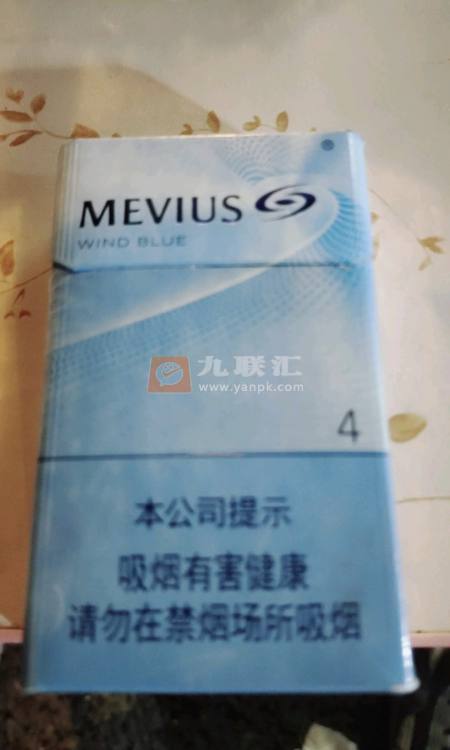 MEVIUS
WIND BLUE
九联汇
www.yanpk.com
4
本公司提示
吸烟有害健康
请勿在禁烟场所吸烟